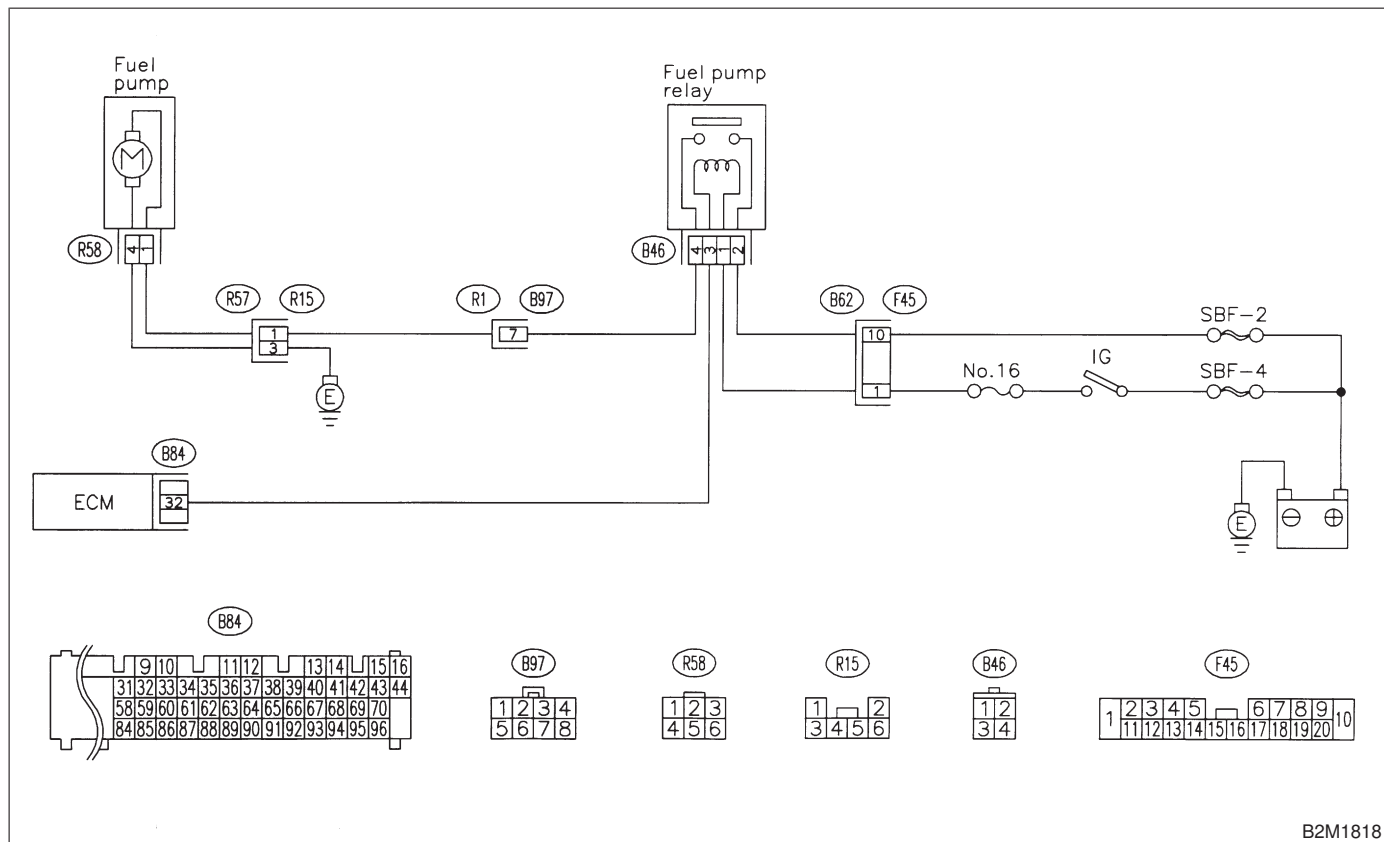 Fuel
pump
Fuel pump
relay
M
R58
4 1
B46
4 3 1 2
R57 R15
R1 B97
B62 F45
1
3
7
10
1
SBF-2
No.16
IG
SBF-4
E
B84
ECM
32
E
⊖ ⊕
B84
9 10 11 12 13 14 15 16
31 32 33 34 35 36 37 38 39 40 41 42 43 44
58 59 60 61 62 63 64 65 66 67 68 69 70
84 85 86 87 88 89 90 91 92 93 94 95 96
B97
1 2 3 4
5 6 7 8
R58
1 2 3
4 5 6
R15
1 2
3 4 5 6
B46
1 2
3 4
F45
1 2 3 4 5 6 7 8 9 10
11 12 13 14 15 16 17 18 19 20
B2M1818